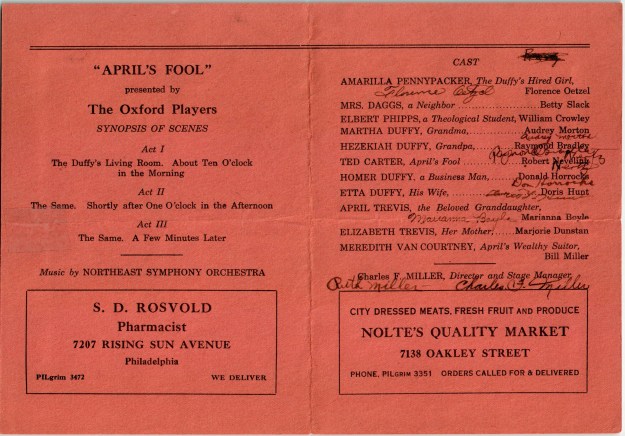 "APRIL'S FOOL"
presented by
The Oxford Players
SYNOPSIS OF SCENES
Act I
The Duffy's Living Room. About Ten O'clock
in the Morning
Act II
The Same. Shortly after One O'clock in the Afternoon
Act III
The Same. A Few Minutes Later
Music by NORTHEAST SYMPHONY ORCHESTRA
S. D. ROSVOLD
Pharmacist
7207 RISING SUN AVENUE
Philadelphia
PILgrim 3472 WE DELIVER
CAST
AMARILLA PENNYPACKER, The Duffy's Hired Girl,
Florence Oetzel
Florence Oetzel
MRS. DAGGS, a Neighbor Betty Slack
ELBERT PHIPPS, a Theological Student, William Crowley
MARTHA DUFFY, Grandma, Audrey Morton
Audrey Morton
HEZEKIAH DUFFY, Grandpa, Raymond Bradley
Raymond Bradley
TED CARTER, April's Fool Robert Neveling
HOMER DUFFY, a Business Man, Donald Horrocks
Don Horrocks
ETTA DUFFY, His Wife, Doris Hunt
Doris Hunt
APRIL TREVIS, the Beloved Granddaughter,
Marianna Boyle Marianna Boyle
ELIZABETH TREVIS, Her Mother, Marjorie Dunstan
MEREDITH VAN COURTNEY, April's Wealthy Suitor,
Bill Miller
Charles F. MILLER, Director and Stage Manager
Ruth Miller Charles F. Miller
CITY DRESSED MEATS, FRESH FRUIT AND PRODUCE
NOLTE'S QUALITY MARKET
7138 OAKLEY STREET
PHONE, PILGRIM 3351 ORDERS CALLED FOR & DELIVERED